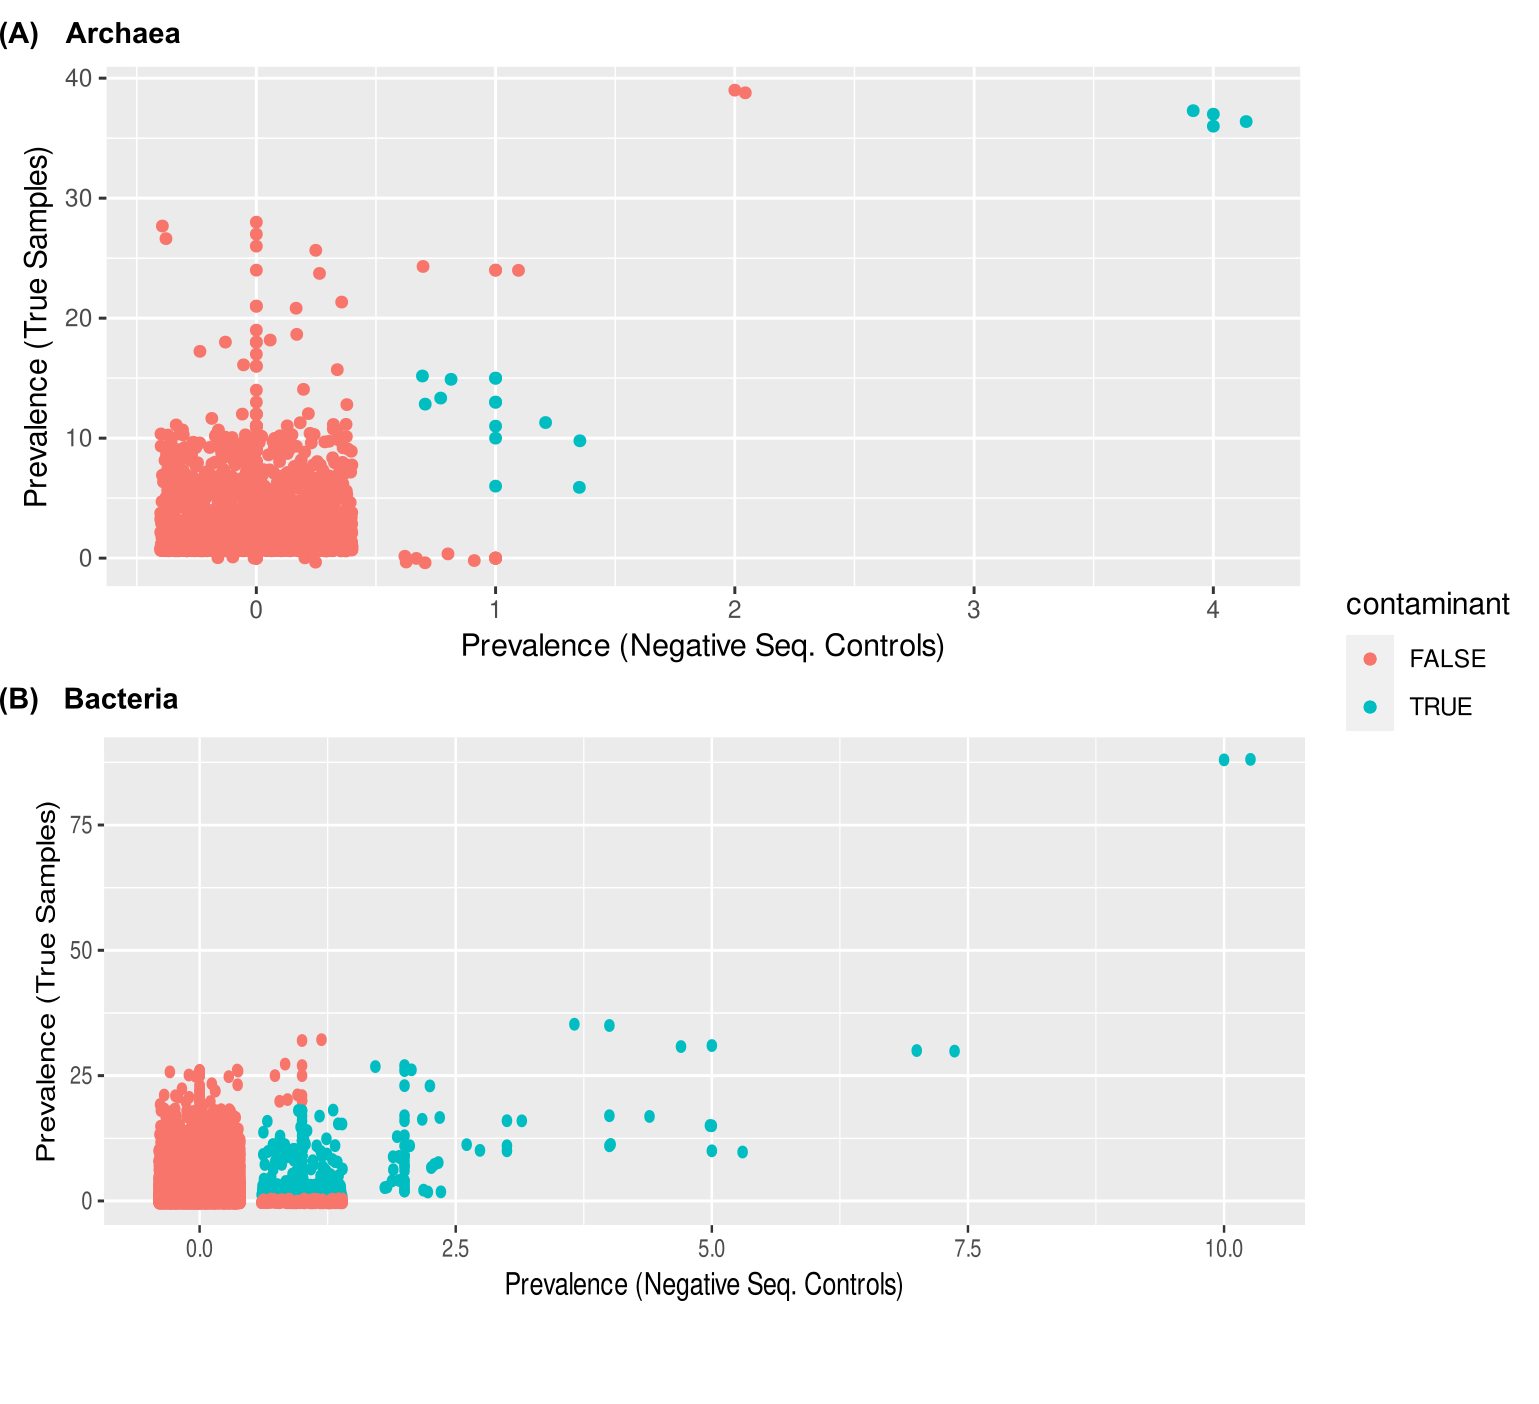 (A) Archaea
Prevalence (True Samples)
40
30
20
10
0
0 1 2 3 4
Prevalence (Negative Seq. Controls)
contaminant
FALSE
TRUE
(B) Bacteria
Prevalence (True Samples)
75
50
25
0
0.0 2.5 5.0 7.5 10.0
Prevalence (Negative Seq. Controls)